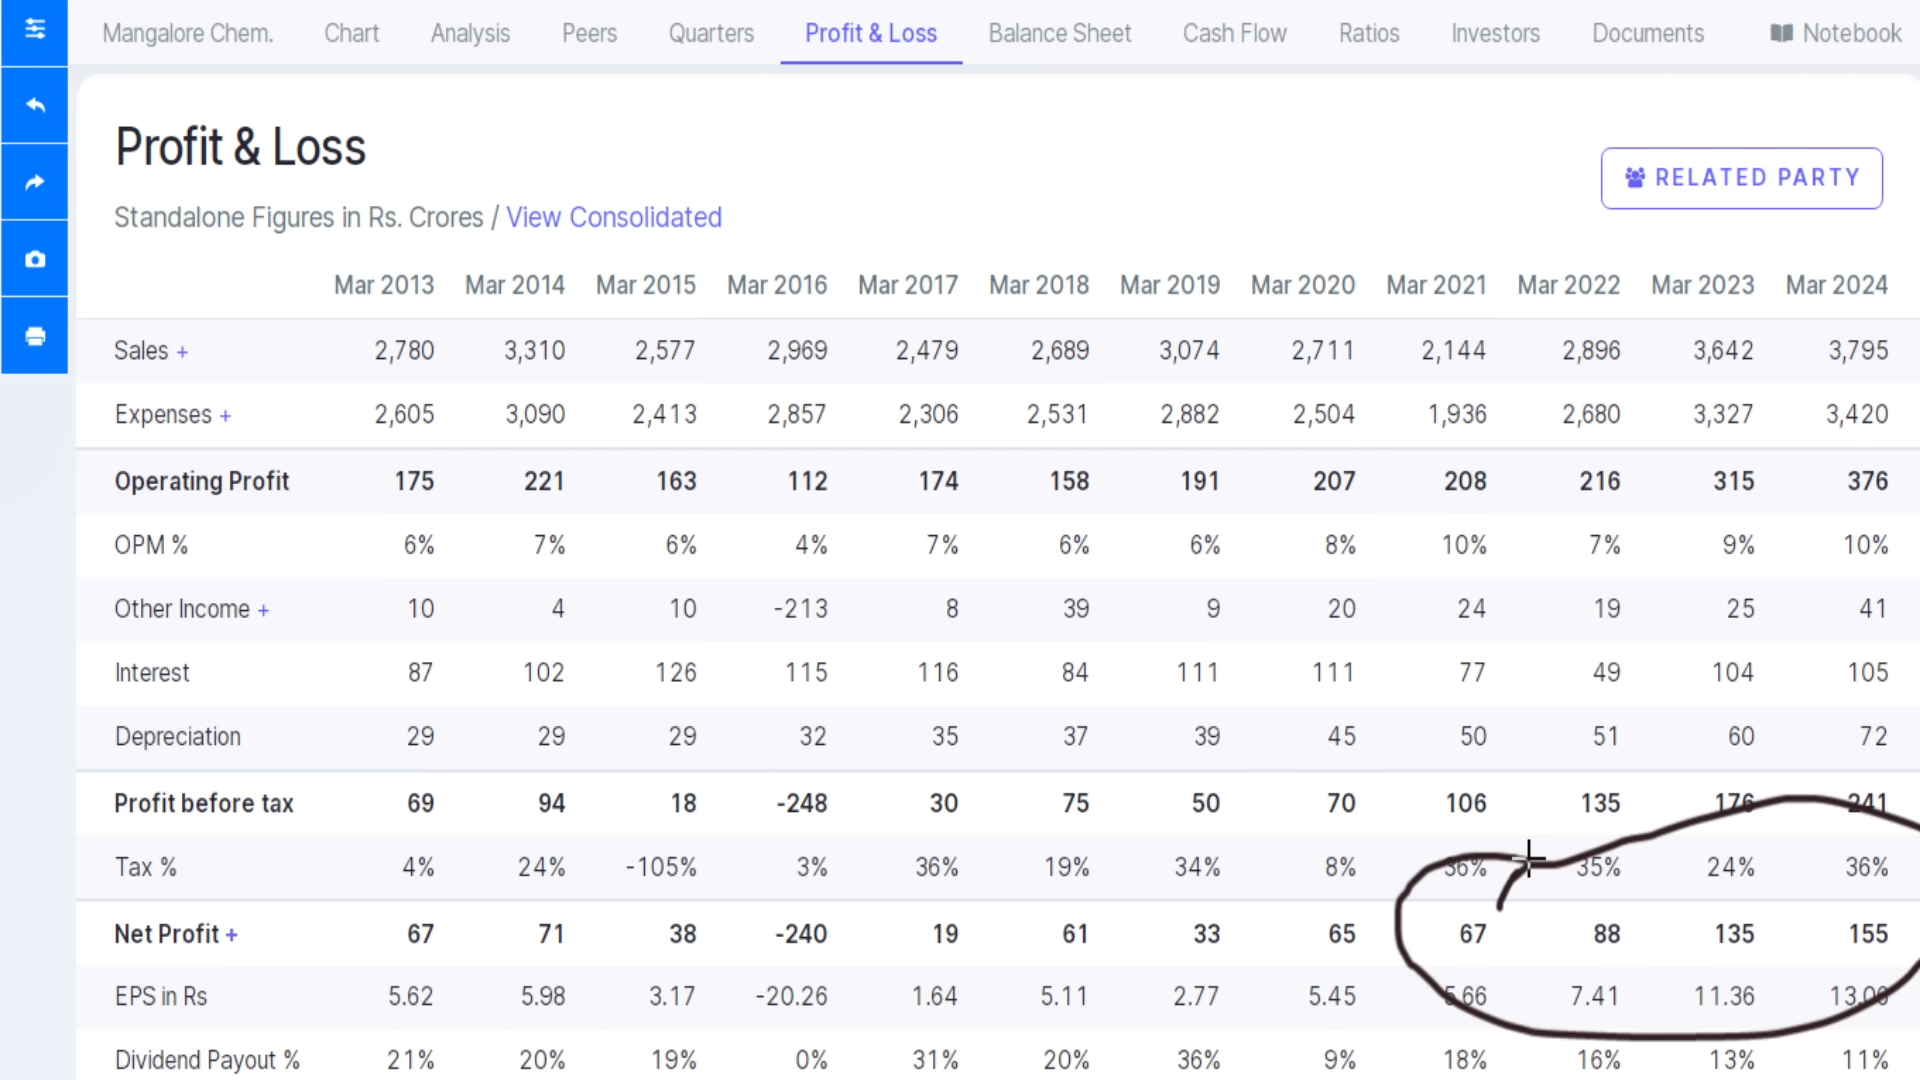 Mangalore Chem. Chart Analysis Peers Quarters Profit & Loss Balance Sheet Cash Flow Ratios Investors Documents Notebook
Profit & Loss
RELATED PARTY
Standalone Figures in Rs. Crores / View Consolidated
Mar 2013 Mar 2014 Mar 2015 Mar 2016 Mar 2017 Mar 2018 Mar 2019 Mar 2020 Mar 2021 Mar 2022 Mar 2023 Mar 2024
Sales + 2,780 3,310 2,577 2,969 2,479 2,689 3,074 2,711 2,144 2,896 3,642 3,795
Expenses + 2,605 3,090 2,413 2,857 2,306 2,531 2,882 2,504 1,936 2,680 3,327 3,420
Operating Profit 175 221 163 112 174 158 191 207 208 216 315 376
OPM % 6% 7% 6% 4% 7% 6% 6% 8% 10% 7% 9% 10%
Other Income + 10 4 10 -213 8 39 9 20 24 19 25 41
Interest 87 102 126 115 116 84 111 111 77 49 104 105
Depreciation 29 29 29 32 35 37 39 45 50 51 60 72
Profit before tax 69 94 18 -248 30 75 50 70 106 135 176 241
Tax % 4% 24% -105% 3% 36% 19% 34% 8% 36% 35% 24% 36%
Net Profit + 67 71 38 -240 19 61 33 65 67 88 135 155
EPS in Rs 5.62 5.98 3.17 -20.26 1.64 5.11 2.77 5.45 5.66 7.41 11.36 13.06
Dividend Payout % 21% 20% 19% 0% 31% 20% 36% 9% 18% 16% 13% 11%